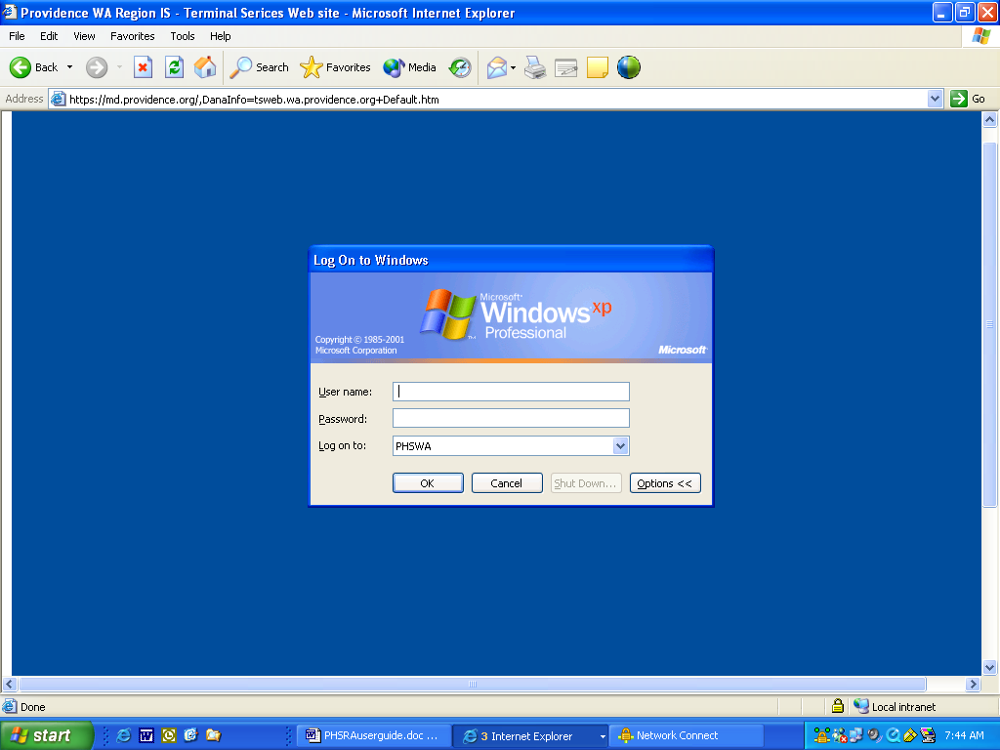 Providence WA Region IS - Terminal Serices Web site - Microsoft Internet Explorer
File Edit View Favorites Tools Help
Back Search Favorites Media
Address https://md.providence.org/,DanaInfo=tsweb.wa.providence.org+Default.htm Go
Log On to Windows
Microsoft®
Windows xp
Professional
Copyright © 1985-2001
Microsoft Corporation
Microsoft®
User name:
Password:
Log on to: PHSWA
OK Cancel Shut Down... Options <<
Done Local intranet
start PHSRAuserguide.doc ... 3 Internet Explorer Network Connect 7:44 AM